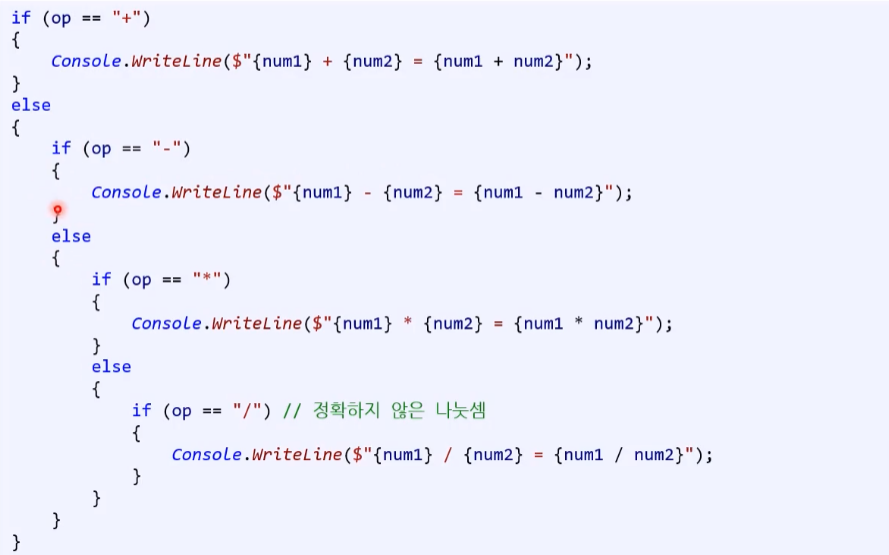 if (op == "+")
{
    Console.WriteLine($"{num1} + {num2} = {num1 + num2}");
}
else
{
    if (op == "-")
    {
        Console.WriteLine($"{num1} - {num2} = {num1 - num2}");
    }
    else
    {
        if (op == "*")
        {
            Console.WriteLine($"{num1} * {num2} = {num1 * num2}");
        }
        else
        {
            if (op == "/") // 정확하지 않은 나눗셈
            {
                Console.WriteLine($"{num1} / {num2} = {num1 / num2}");
            }
        }
    }
}